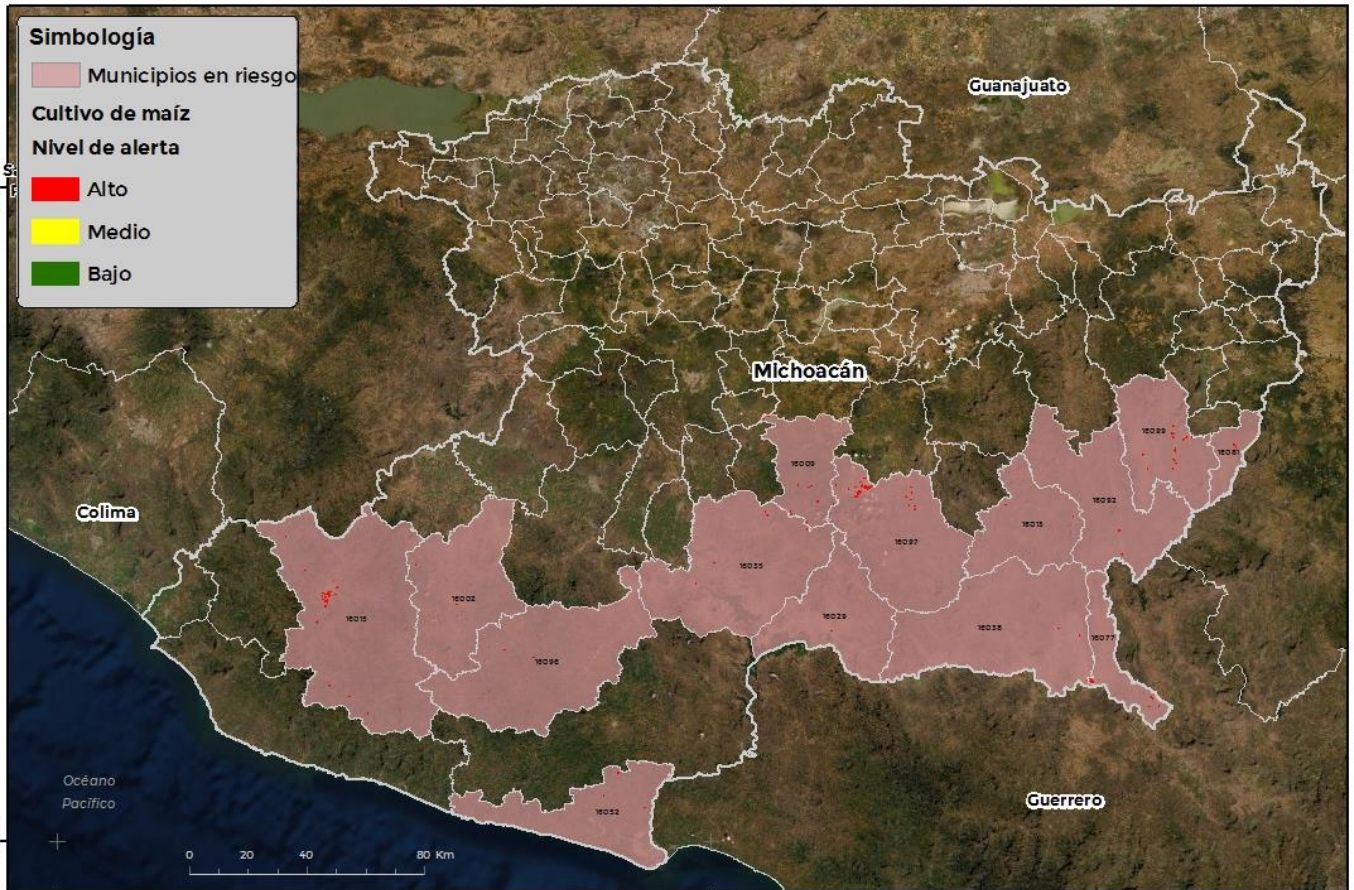 Simbología
Municipios en riesgo
Cultivo de maíz
Nivel de alerta
Alto
Medio
Bajo
Guanajuato
Michoacán
Colima
16099
16081
16009
16092
16013
16097
16035
16002
16015
16029
16038
16077
16096
Océano
Pacífico
16052
Guerrero
0 20 40 80 Km